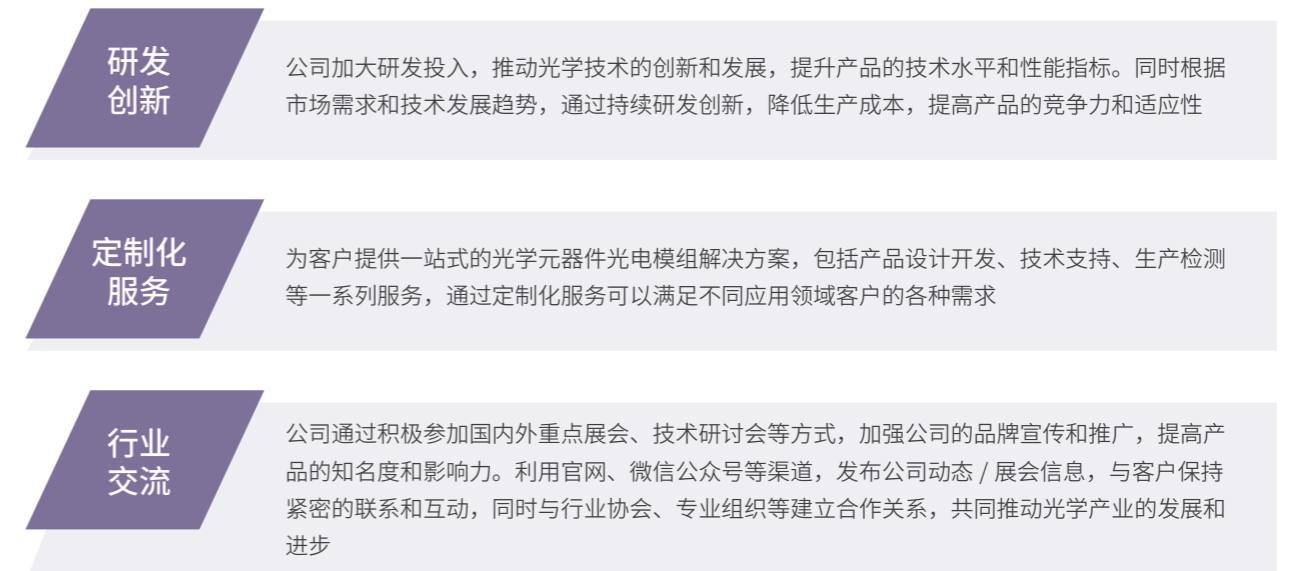 研发
创新
公司加大研发投入，推动光学技术的创新和发展，提升产品的技术水平和性能指标。同时根据
市场需求和技术发展趋势，通过持续研发创新，降低生产成本，提高产品的竞争力和适应性
定制化
服务
为客户提供一站式的光学元器件光电模组解决方案，包括产品设计开发、技术支持、生产检测
等一系列服务，通过定制化服务可以满足不同应用领域客户的各种需求
行业
交流
公司通过积极参加国内外重点展会、技术研讨会等方式，加强公司的品牌宣传和推广，提高产
品的知名度和影响力。利用官网、微信公众号等渠道，发布公司动态 / 展会信息，与客户保持
紧密的联系和互动，同时与行业协会、专业组织等建立合作关系，共同推动光学产业的发展和
进步